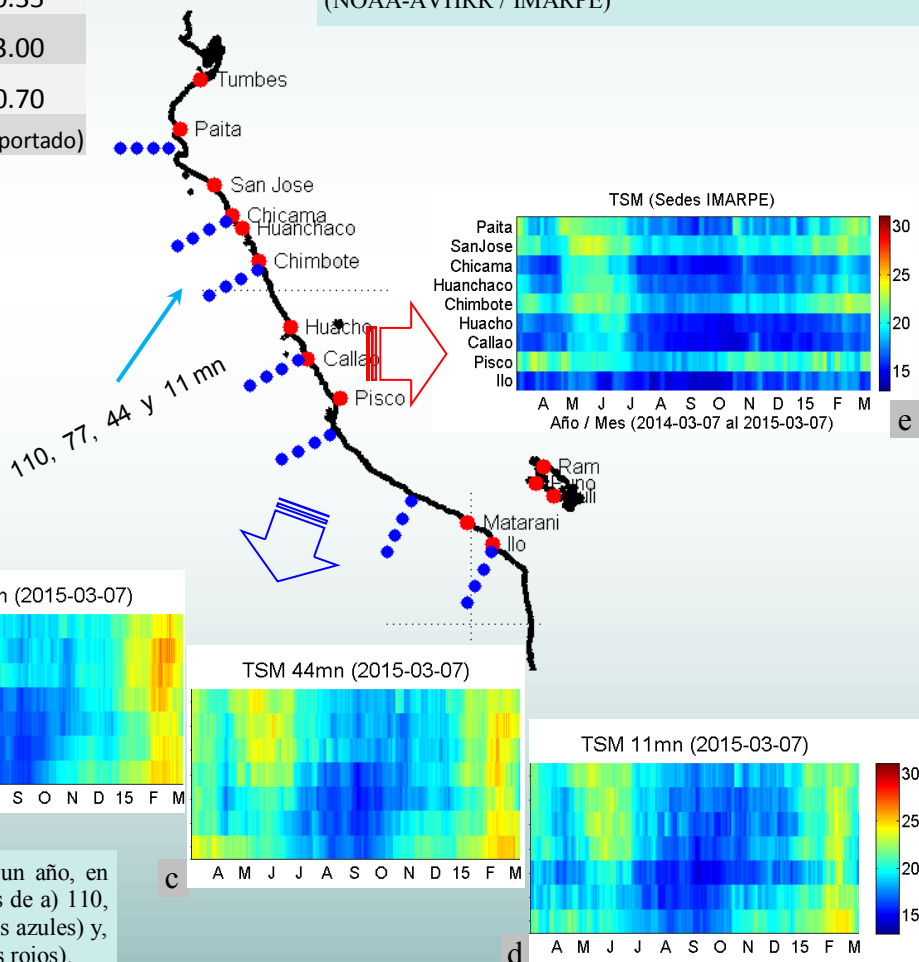 3.00
0.70
portado)
(NOAA-AVHRR / IMARPE)
Tumbes
Paita
San Jose
Chicama
Huanchaco
Chimbote
Huacho
Callao
Pisco
110, 77, 44 y 11 mn
Ram
Matarani
Ilo
TSM (Sedes IMARPE)
Paita
SanJose
Chicama
Huanchaco
Chimbote
Huacho
Callao
Pisco
Ilo
30
25
20
15
A M J J A S O N D 15 F M
Año / Mes (2014-03-07 al 2015-03-07)
e
(2015-03-07)
S O N D 15 F M
TSM 44mn (2015-03-07)
A M J J A S O N D 15 F M
c
TSM 11mn (2015-03-07)
30
25
20
15
A M J J A S O N D 15 F M
d
un año, en
s de a) 110,
s azules) y,
s rojos).